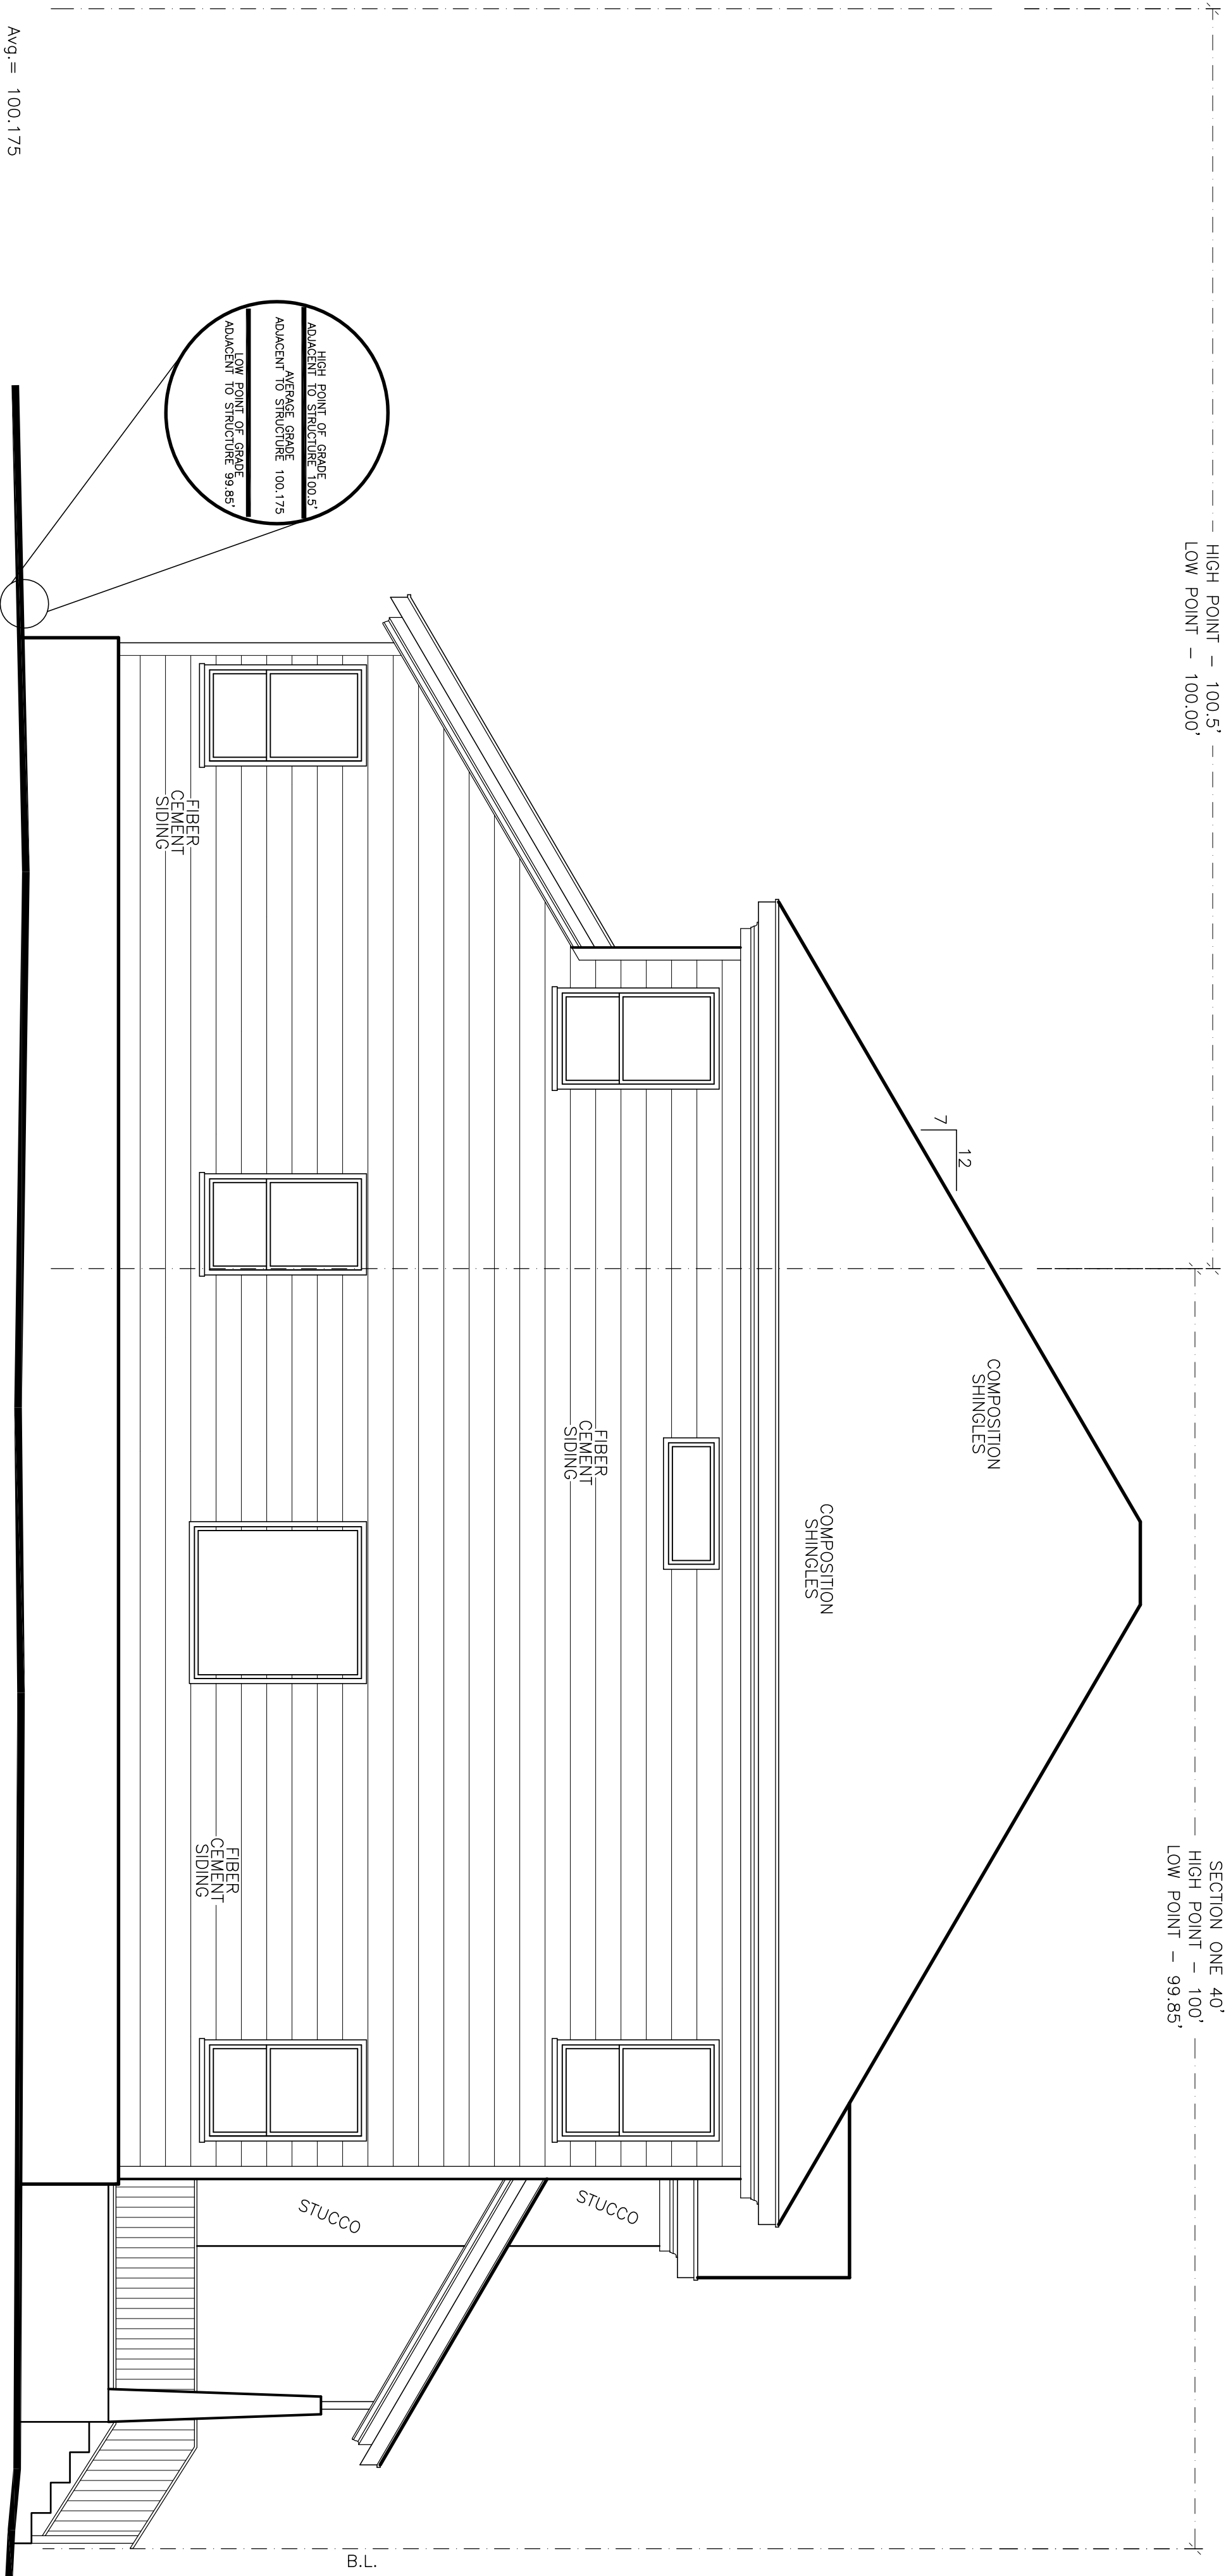 HIGH POINT - 100.5'
LOW POINT - 100.00'
SECTION ONE 40'
HIGH POINT - 100'
LOW POINT - 99.85'
7
12
COMPOSITION
SHINGLES
COMPOSITION
SHINGLES
FIBER
CEMENT
SIDING
STUCCO
STUCCO
HIGH POINT OF GRADE
ADJACENT TO STRUCTURE 100.5'
AVERAGE GRADE
ADJACENT TO STRUCTURE 100.175
LOW POINT OF GRADE
ADJACENT TO STRUCTURE 99.85'
FIBER
CEMENT
SIDING
FIBER
CEMENT
SIDING
B.L.
Avg.= 100.175